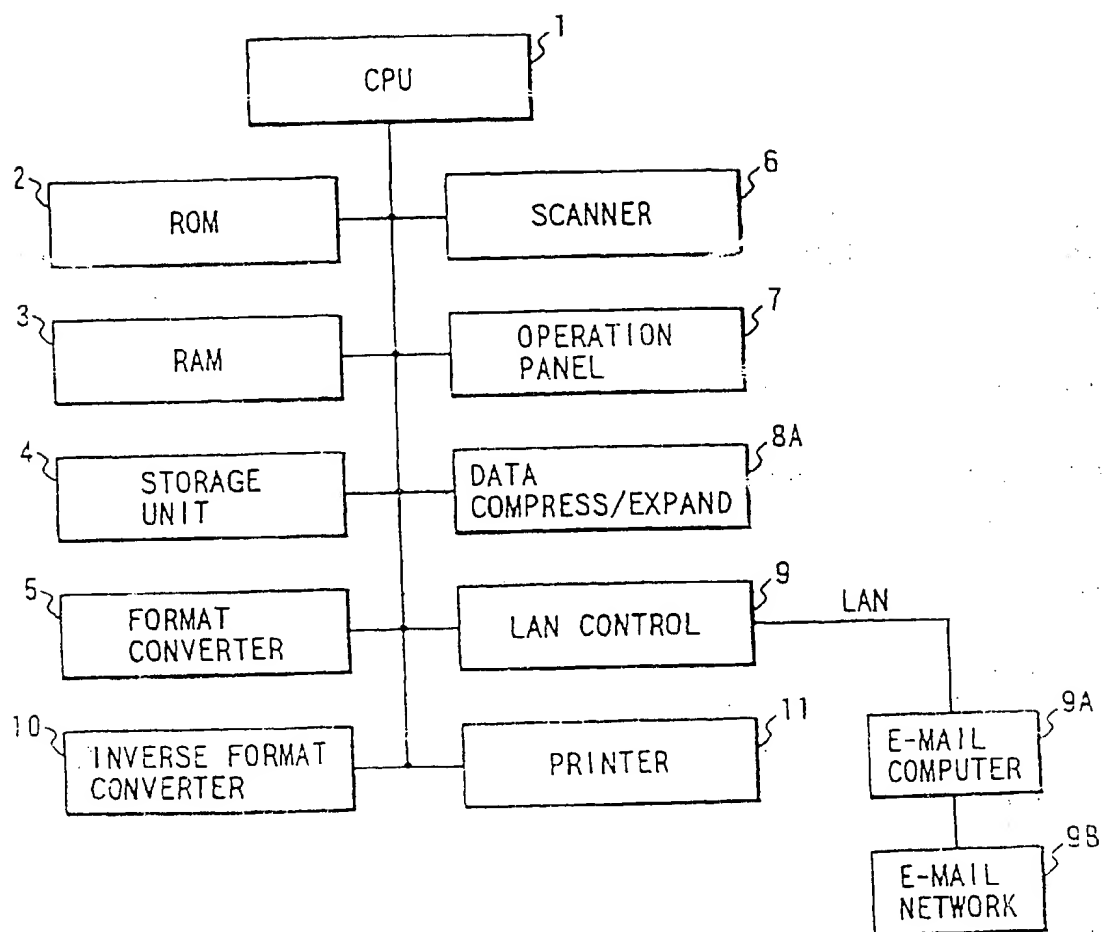 1
CPU
2
ROM
6
SCANNER
3
RAM
7
OPERATION
PANEL
4
STORAGE
UNIT
8A
DATA
COMPRESS/EXPAND
5
FORMAT
CONVERTER
9
LAN CONTROL
LAN
10
INVERSE FORMAT
CONVERTER
11
PRINTER
9A
E-MAIL
COMPUTER
9B
E-MAIL
NETWORK